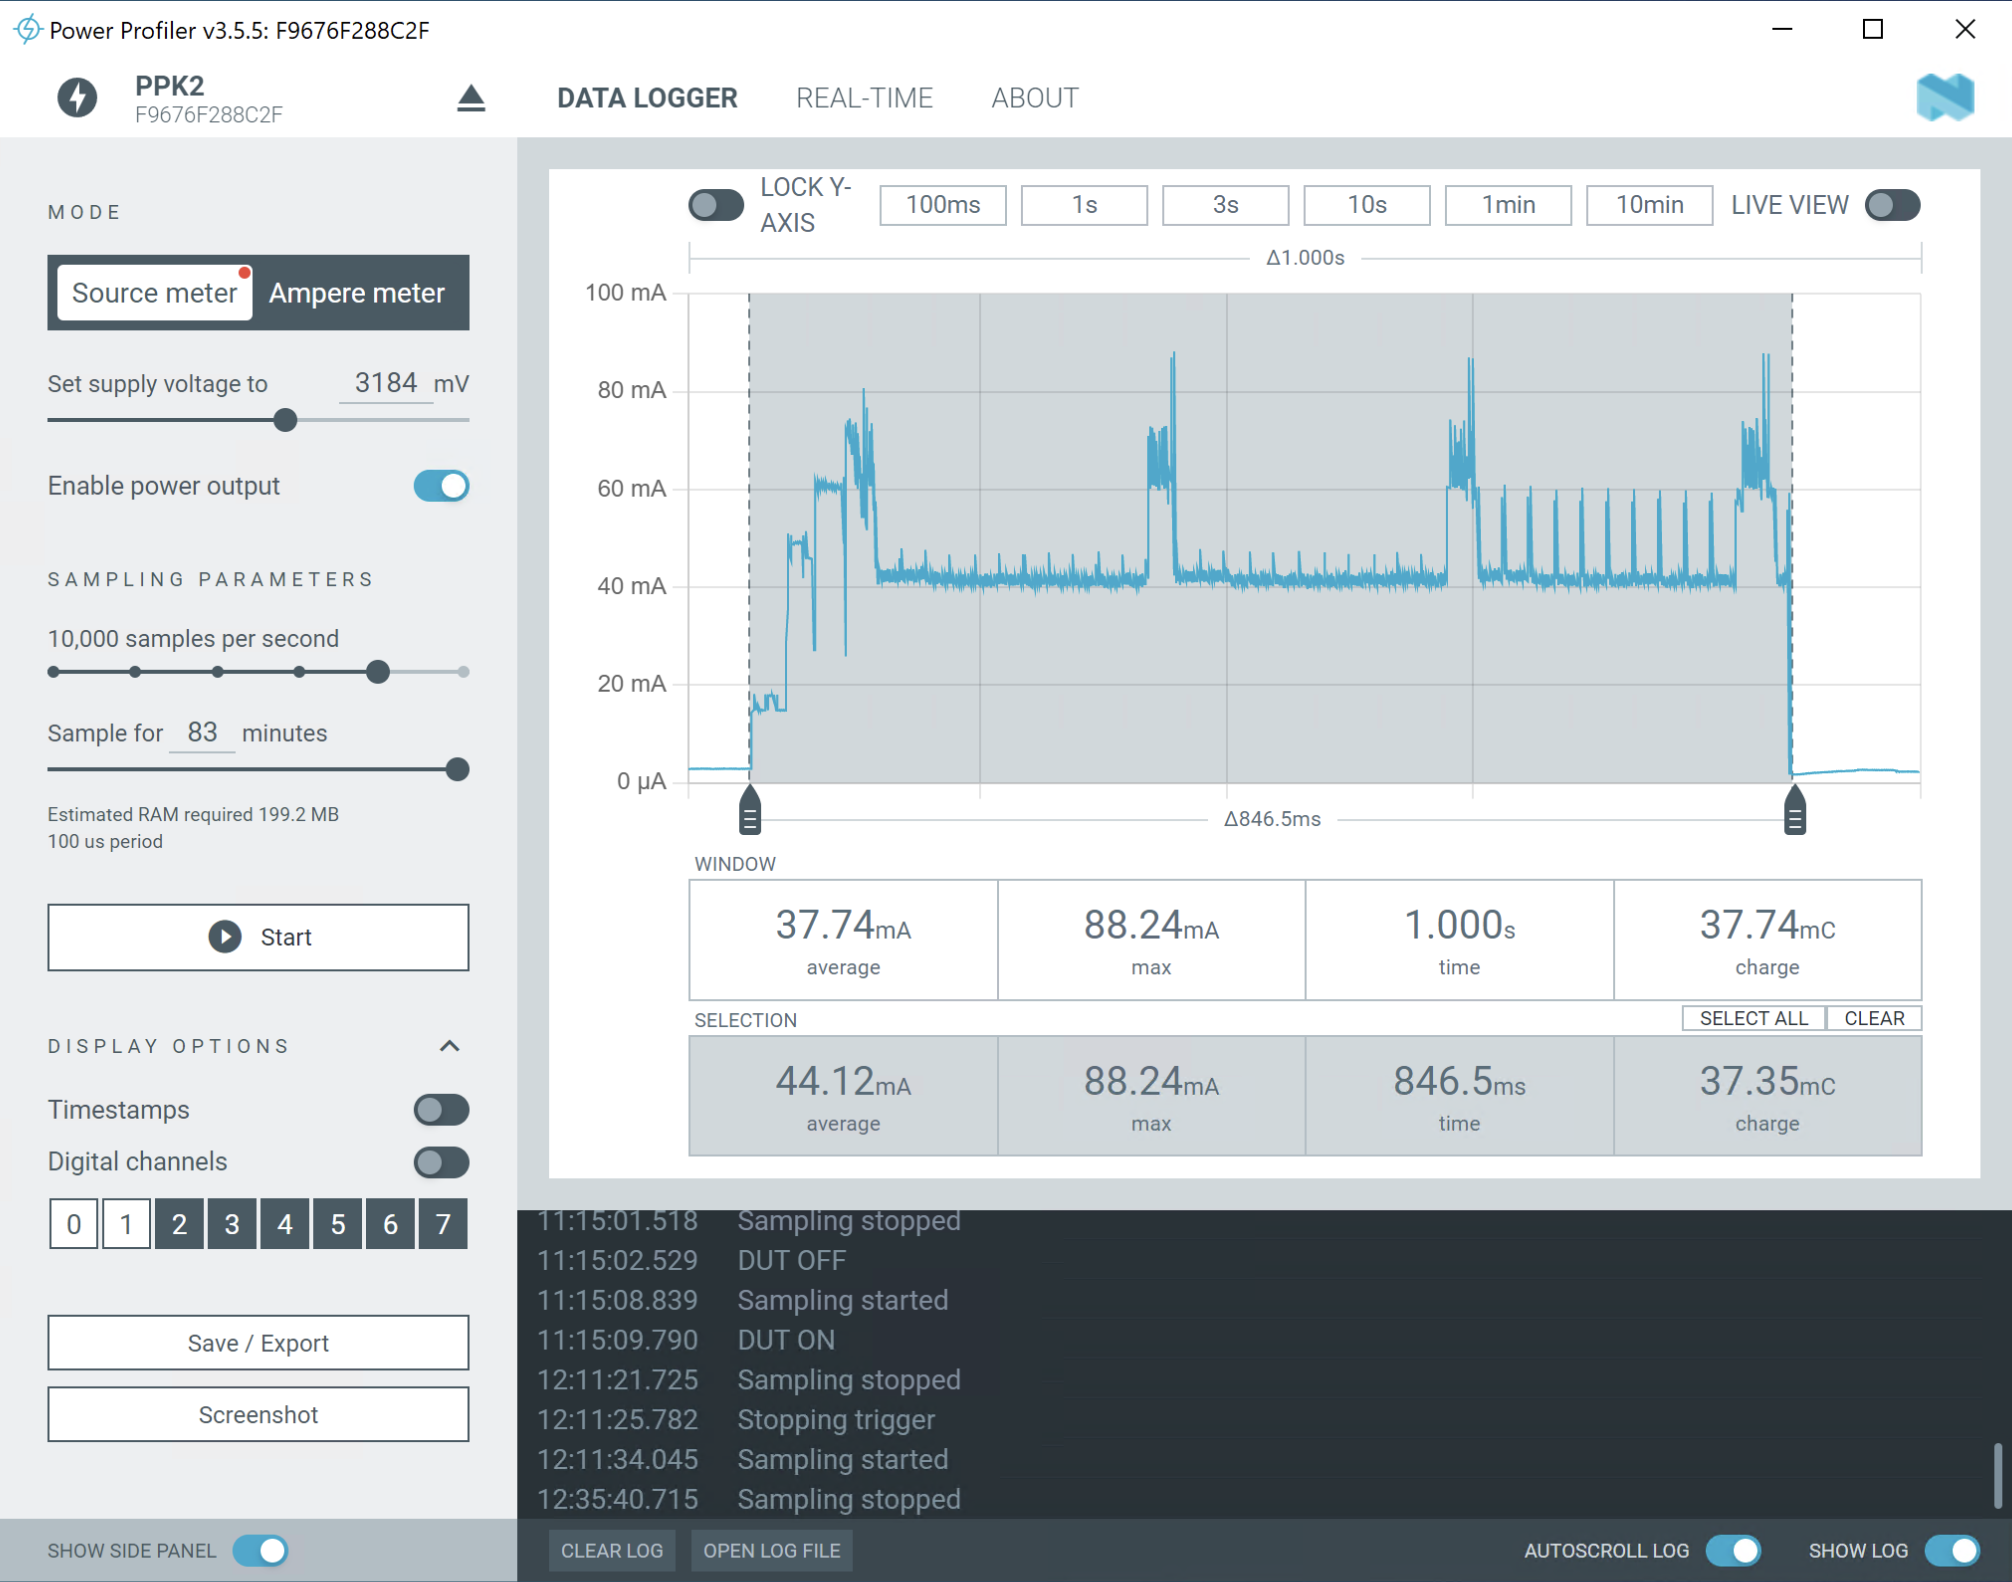 Power Profiler v3.5.5: F9676F288C2F
PPK2
F9676F288C2F
DATA LOGGER
REAL-TIME
ABOUT
MODE
Source meter
Ampere meter
Set supply voltage to 3184 mV
Enable power output
SAMPLING PARAMETERS
10,000 samples per second
Sample for 83 minutes
Estimated RAM required 199.2 MB
100 us period
Start
DISPLAY OPTIONS
Timestamps
Digital channels
0 1 2 3 4 5 6 7
Save / Export
Screenshot
SHOW SIDE PANEL
LOCK Y-
AXIS
100ms
1s
3s
10s
1min
10min
LIVE VIEW
Δ1.000s
100 mA
80 mA
60 mA
40 mA
20 mA
0 µA
Δ846.5ms
WINDOW
37.74mA
average
88.24mA
max
1.000s
time
37.74mC
charge
SELECTION
SELECT ALL
CLEAR
44.12mA
average
88.24mA
max
846.5ms
time
37.35mC
charge
11:15:01.518 Sampling stopped
11:15:02.529 DUT OFF
11:15:08.839 Sampling started
11:15:09.790 DUT ON
12:11:21.725 Sampling stopped
12:11:25.782 Stopping trigger
12:11:34.045 Sampling started
12:35:40.715 Sampling stopped
CLEAR LOG
OPEN LOG FILE
AUTOSCROLL LOG
SHOW LOG